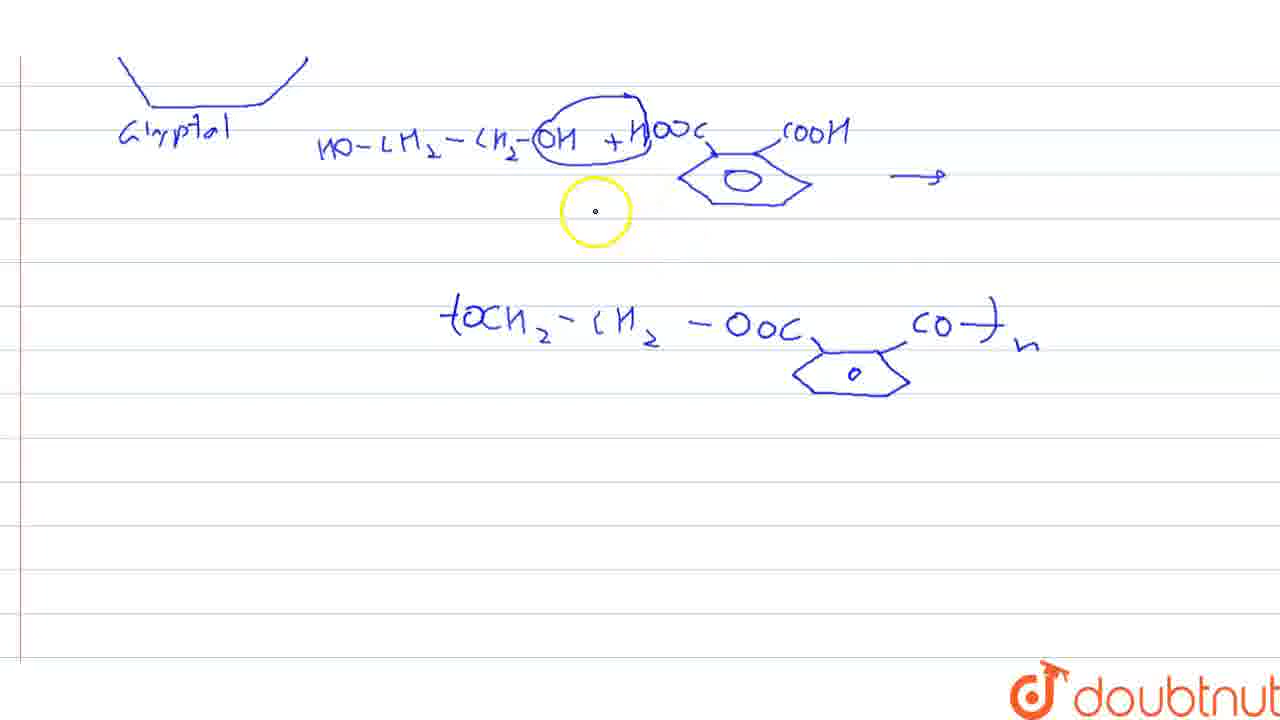 Glyptal
HO-CH2-CH2-OH + HOOC COOH →
(OCH2-CH2-OOC CO)n
doubtnut